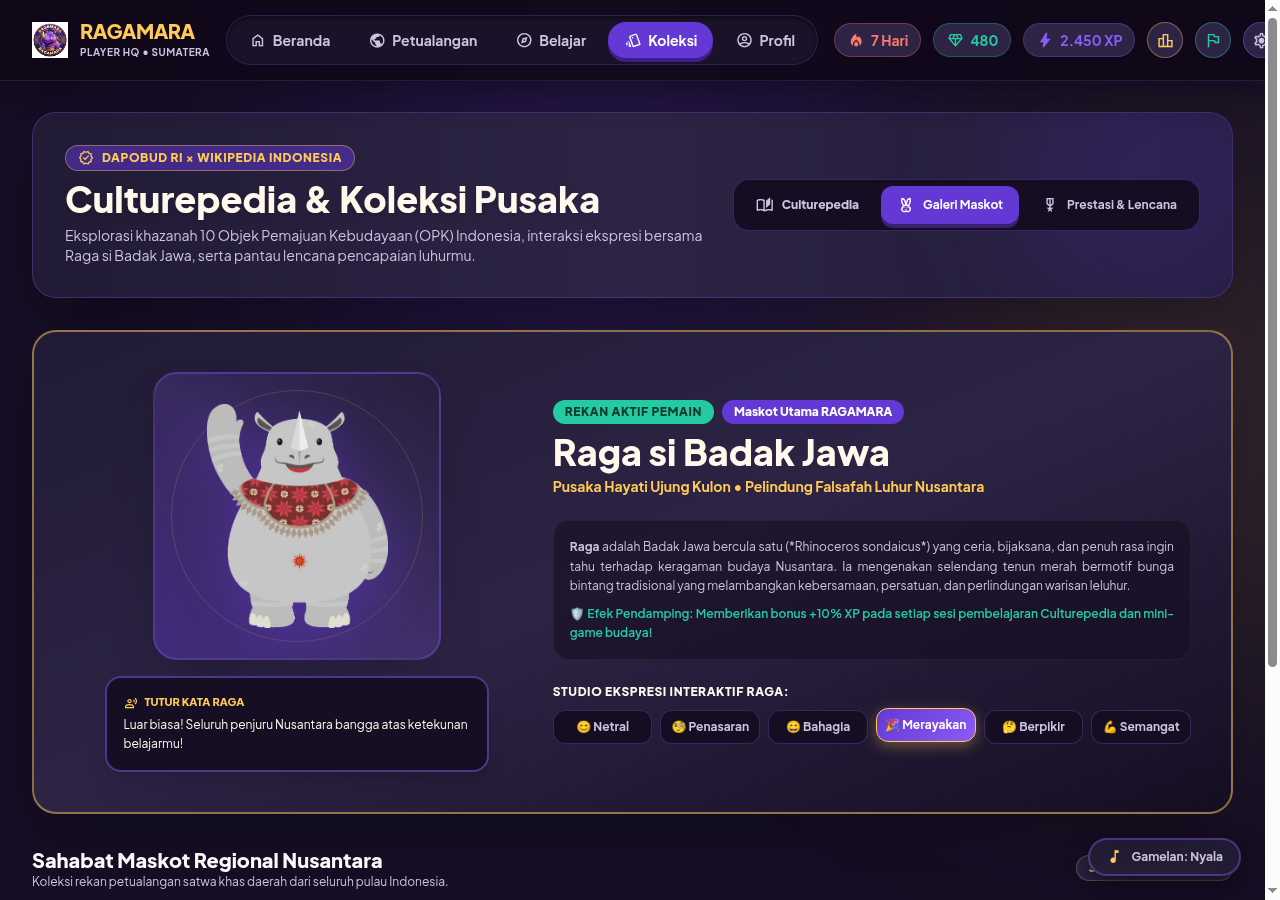 RAGAMARA
PLAYER HQ • SUMATERA
Beranda
Petualangan
Belajar
Koleksi
Profil
7 Hari
480
2.450 XP
DAPOBUD RI × WIKIPEDIA INDONESIA
Culturepedia & Koleksi Pusaka
Eksplorasi khazanah 10 Objek Pemajuan Kebudayaan (OPK) Indonesia, interaksi ekspresi bersama
Raga si Badak Jawa, serta pantau lencana pencapaian luhurmu.
Culturepedia
Galeri Maskot
Prestasi & Lencana
REKAN AKTIF PEMAIN
Maskot Utama RAGAMARA
Raga si Badak Jawa
Pusaka Hayati Ujung Kulon • Pelindung Falsafah Luhur Nusantara
Raga adalah Badak Jawa bercula satu (*Rhinoceros sondaicus*) yang ceria, bijaksana, dan penuh rasa ingin
tahu terhadap keragaman budaya Nusantara. Ia mengenakan selendang tenun merah bermotif bunga
bintang tradisional yang melambangkan kebersamaan, persatuan, dan perlindungan warisan leluhur.
🛡️ Efek Pendamping: Memberikan bonus +10% XP pada setiap sesi pembelajaran Culturepedia dan mini-
game budaya!
TUTUR KATA RAGA
Luar biasa! Seluruh penjuru Nusantara bangga atas ketekunan
belajarmu!
STUDIO EKSPRESI INTERAKTIF RAGA:
😊 Netral
🧐 Penasaran
😄 Bahagia
🎉 Merayakan
🤔 Berpikir
💪 Semangat
Sahabat Maskot Regional Nusantara
Koleksi rekan petualangan satwa khas daerah dari seluruh pulau Indonesia.
Gamelan: Nyala